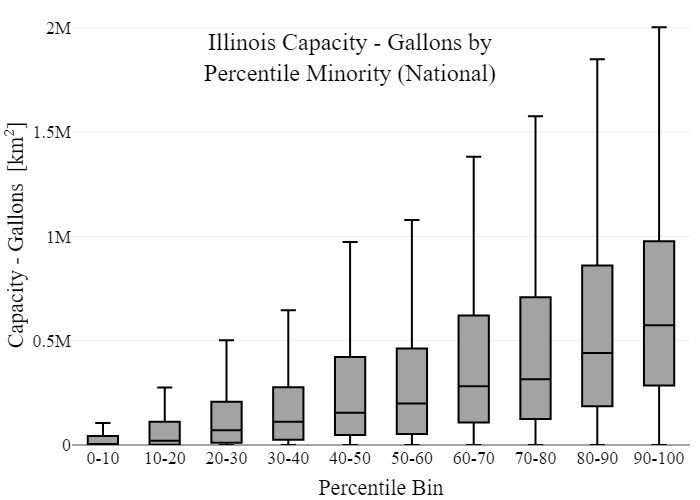 Illinois Capacity - Gallons by
Percentile Minority (National)
Capacity - Gallons [km²]
2M
1.5M
1M
0.5M
0
0-10 10-20 20-30 30-40 40-50 50-60 60-70 70-80 80-90 90-100
Percentile Bin